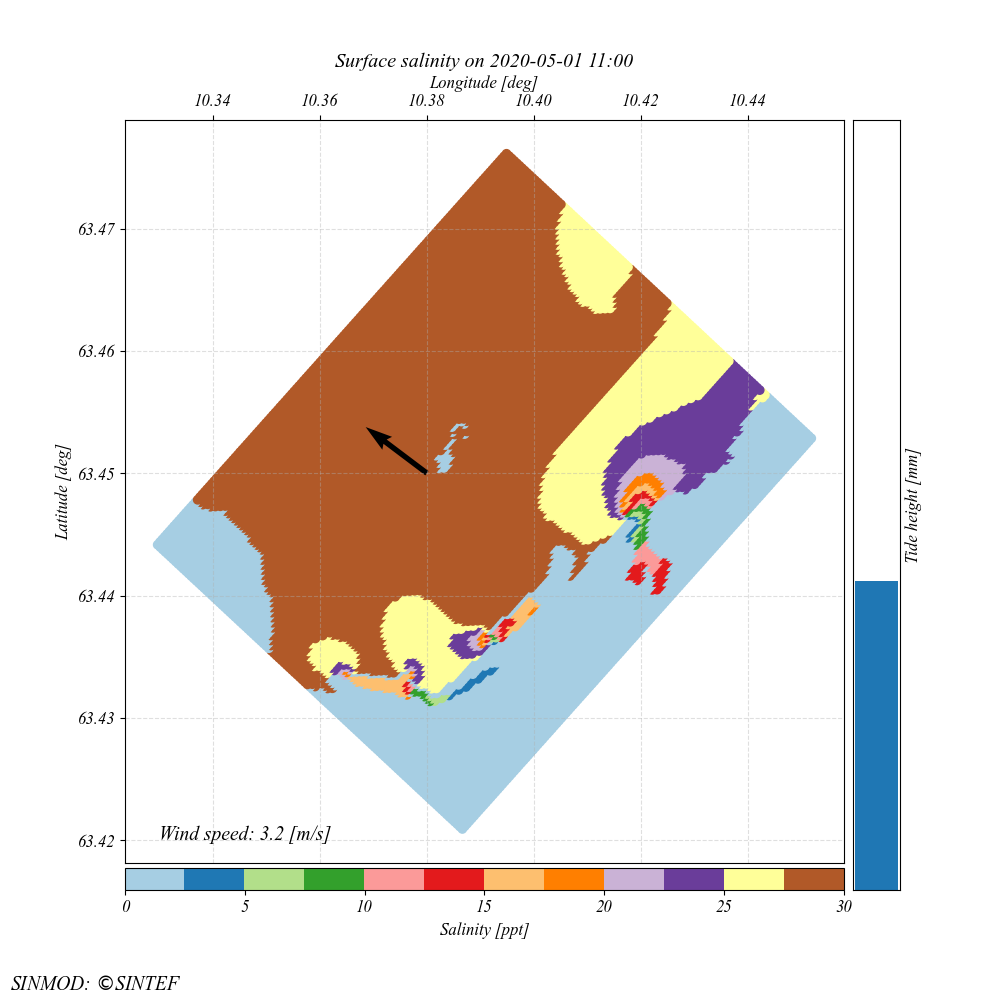 Surface salinity on 2020-05-01 11:00
Longitude [deg]
10.34 10.36 10.38 10.40 10.42 10.44
63.47
63.46
63.45
63.44
63.43
63.42
Latitude [deg]
Tide height [mm]
Wind speed: 3.2 [m/s]
0 5 10 15 20 25 30
Salinity [ppt]
SINMOD: ©SINTEF